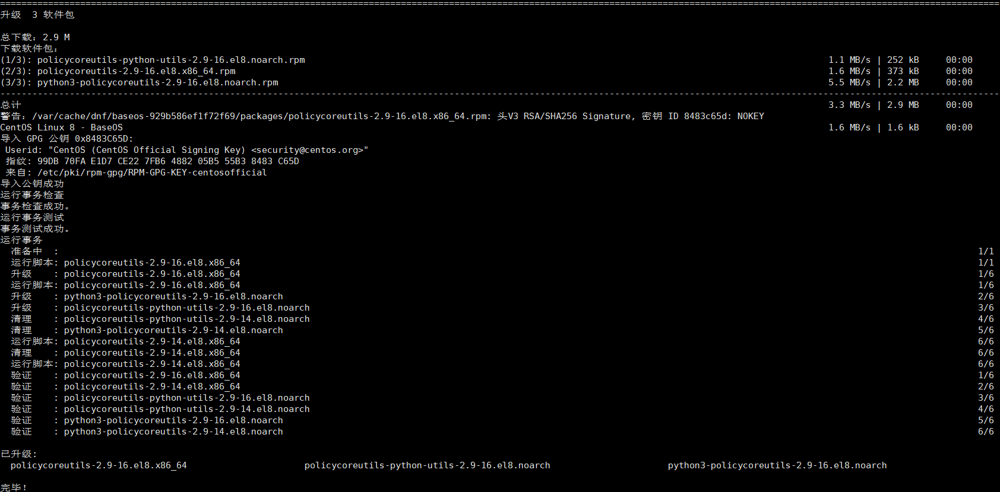 ================================================================================
升级  3 软件包
总下载：2.9 M
下载软件包：
(1/3): policycoreutils-python-utils-2.9-16.el8.noarch.rpm 1.1 MB/s | 252 kB 00:00
(2/3): policycoreutils-2.9-16.el8.x86_64.rpm 1.6 MB/s | 373 kB 00:00
(3/3): python3-policycoreutils-2.9-16.el8.noarch.rpm 5.5 MB/s | 2.2 MB 00:00
--------------------------------------------------------------------------------
总计 3.3 MB/s | 2.9 MB 00:00
警告：/var/cache/dnf/baseos-929b586ef1f72f69/packages/policycoreutils-2.9-16.el8.x86_64.rpm: 头V3 RSA/SHA256 Signature, 密钥 ID 8483c65d: NOKEY
CentOS Linux 8 - BaseOS 1.6 MB/s | 1.6 kB 00:00
导入 GPG 公钥 0x8483C65D:
Userid: "CentOS (CentOS Official Signing Key) <security@centos.org>"
指纹: 99DB 70FA E1D7 CE22 7FB6 4882 05B5 55B3 8483 C65D
来自: /etc/pki/rpm-gpg/RPM-GPG-KEY-centosofficial
导入公钥成功
运行事务检查
事务检查成功。
运行事务测试
事务测试成功。
运行事务
准备中  : 1/1
运行脚本: policycoreutils-2.9-16.el8.x86_64 1/1
升级    : policycoreutils-2.9-16.el8.x86_64 1/6
运行脚本: policycoreutils-2.9-16.el8.x86_64 1/6
升级    : python3-policycoreutils-2.9-16.el8.noarch 2/6
升级    : policycoreutils-python-utils-2.9-16.el8.noarch 3/6
清理    : policycoreutils-python-utils-2.9-14.el8.noarch 4/6
清理    : python3-policycoreutils-2.9-14.el8.noarch 5/6
运行脚本: policycoreutils-2.9-14.el8.x86_64 6/6
清理    : policycoreutils-2.9-14.el8.x86_64 6/6
运行脚本: policycoreutils-2.9-14.el8.x86_64 6/6
验证    : policycoreutils-2.9-16.el8.x86_64 1/6
验证    : policycoreutils-2.9-14.el8.x86_64 2/6
验证    : policycoreutils-python-utils-2.9-16.el8.noarch 3/6
验证    : policycoreutils-python-utils-2.9-14.el8.noarch 4/6
验证    : python3-policycoreutils-2.9-16.el8.noarch 5/6
验证    : python3-policycoreutils-2.9-14.el8.noarch 6/6
已升级:
policycoreutils-2.9-16.el8.x86_64 policycoreutils-python-utils-2.9-16.el8.noarch python3-policycoreutils-2.9-16.el8.noarch
完毕！